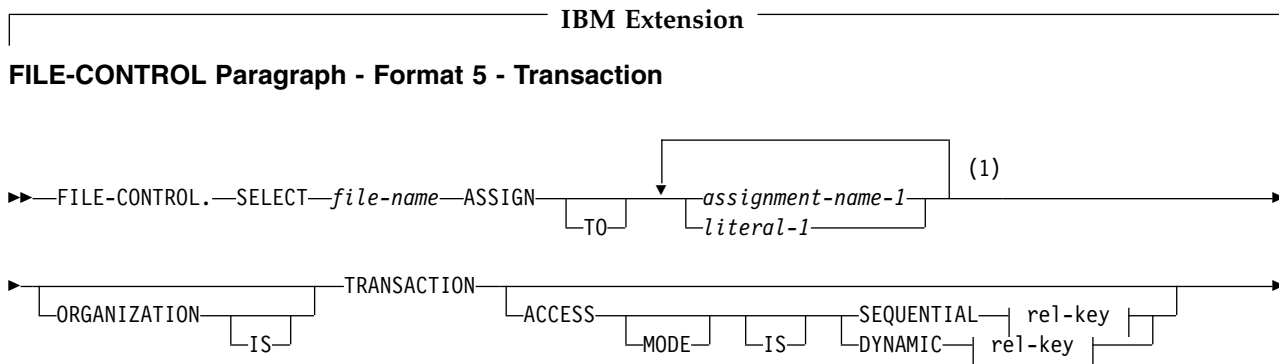 IBM Extension
FILE-CONTROL Paragraph - Format 5 - Transaction
(1)
FILE-CONTROL. SELECT file-name ASSIGN assignment-name-1
TO literal-1
TRANSACTION
ORGANIZATION ACCESS SEQUENTIAL rel-key
IS MODE IS DYNAMIC rel-key